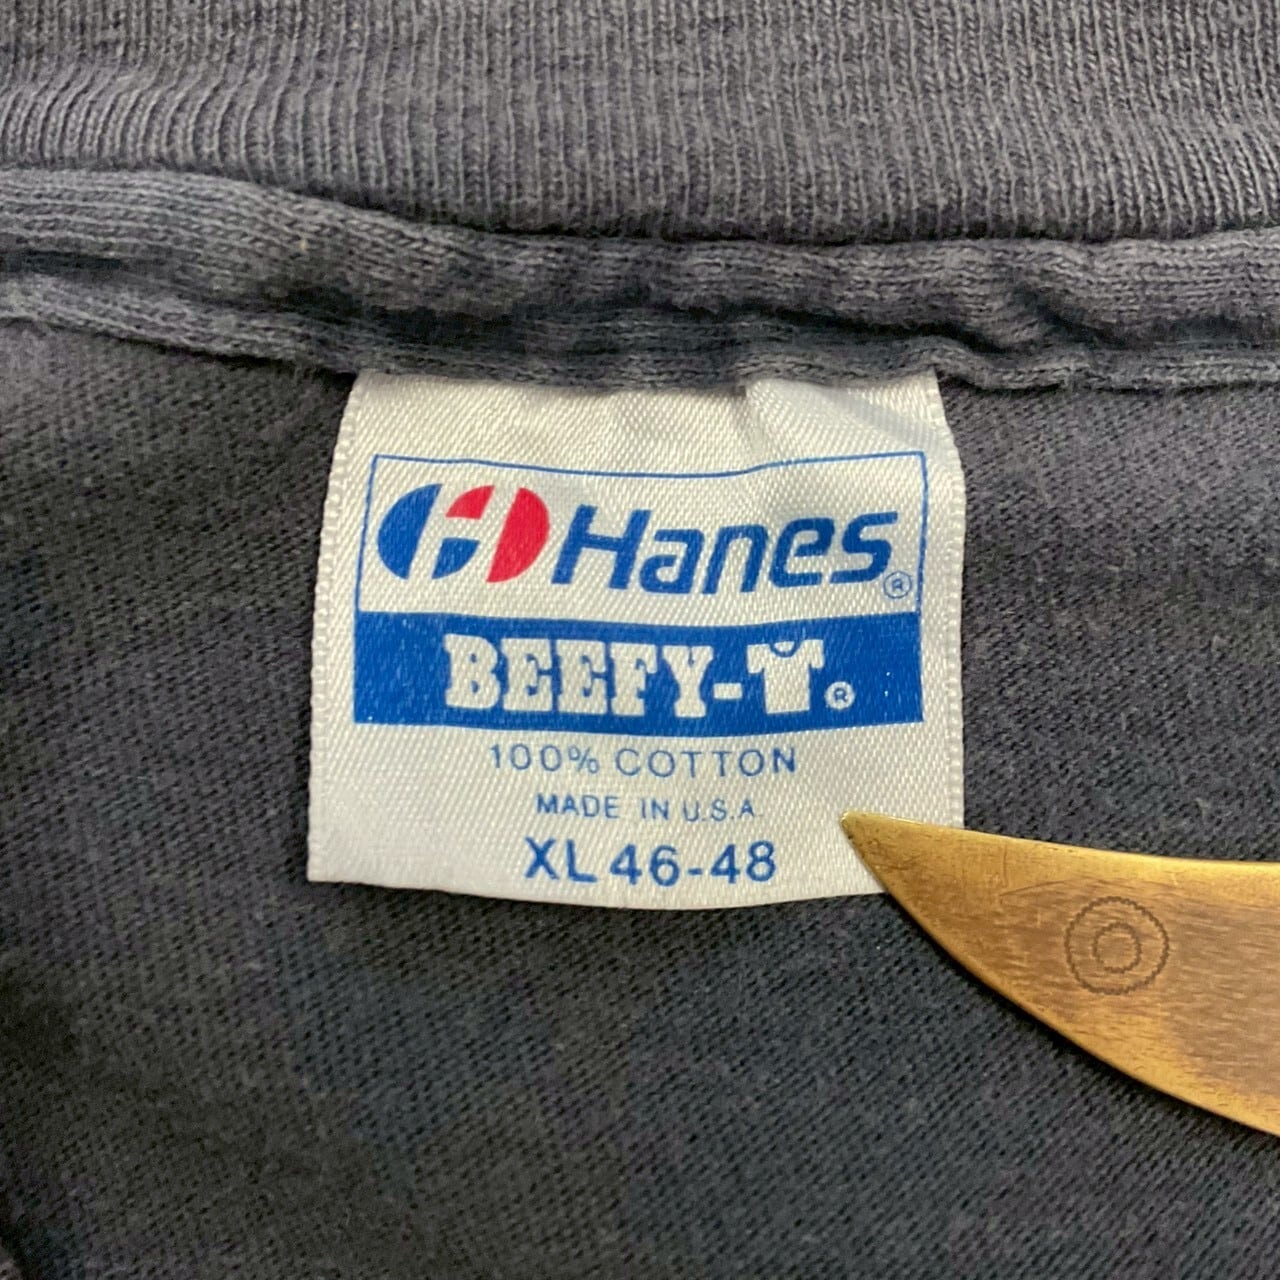 Hanes®
BEEFY-T®
100% COTTON
MADE IN U.S.A.
XL 46-48